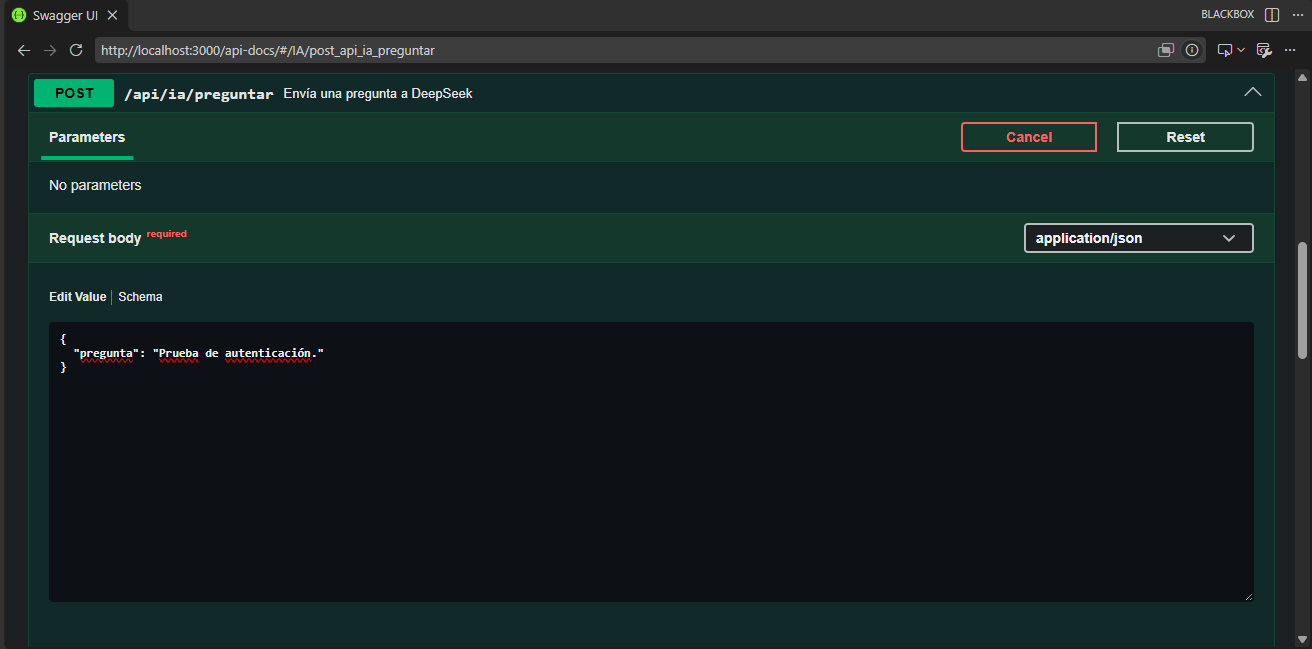 Swagger UI
BLACKBOX
http://localhost:3000/api-docs/#/IA/post_api_ia_preguntar
POST /api/ia/preguntar Envía una pregunta a DeepSeek
Parameters Cancel Reset
No parameters
Request body required application/json
Edit Value | Schema
{
"pregunta": "Prueba de autenticación."
}